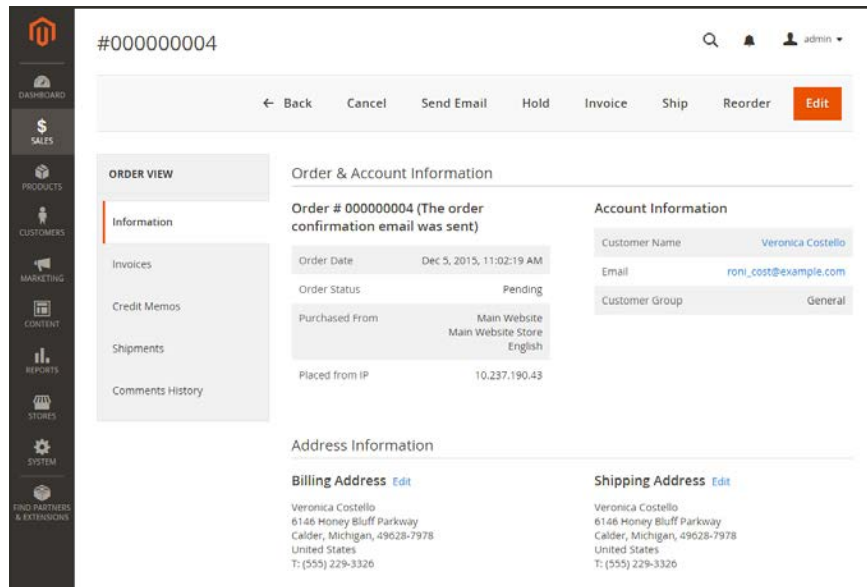 #000000004
admin
DASHBOARD
SALES
PRODUCTS
CUSTOMERS
MARKETING
CONTENT
REPORTS
STORES
SYSTEM
FIND PARTNERS
& EXTENSIONS
← Back Cancel Send Email Hold Invoice Ship Reorder Edit
ORDER VIEW
Information
Invoices
Credit Memos
Shipments
Comments History
Order & Account Information
Order # 000000004 (The order
confirmation email was sent)
Order Date Dec 5, 2015, 11:02:19 AM
Order Status Pending
Purchased From Main Website
Main Website Store
English
Placed from IP 10.237.190.43
Account Information
Customer Name Veronica Costello
Email roni_cost@example.com
Customer Group General
Address Information
Billing Address Edit
Veronica Costello
6146 Honey Bluff Parkway
Calder, Michigan, 49628-7978
United States
T: (555) 229-3326
Shipping Address Edit
Veronica Costello
6146 Honey Bluff Parkway
Calder, Michigan, 49628-7978
United States
T: (555) 229-3326